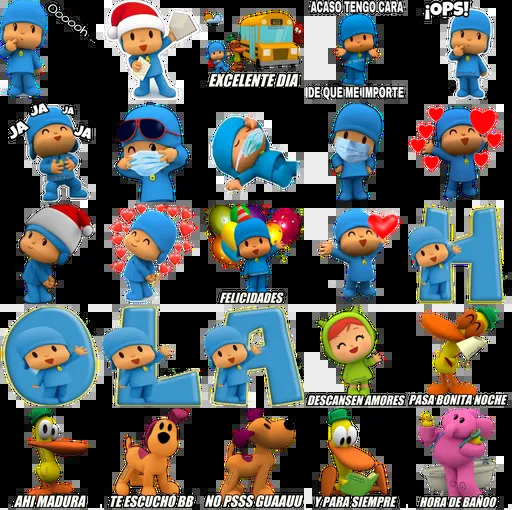 Oooooh...
EXCELENTE DIA
ACASO TENGO CARA
DE QUE ME IMPORTE
¡OPS!
JA JA JA JA
FELICIDADES
H
O L A
DESCANSEN AMORES
PASA BONITA NOCHE
AHI MADURA
TE ESCUCHO BB
NO PSSS GUAAUU
Y PARA SIEMPRE
HORA DE BAÑOO